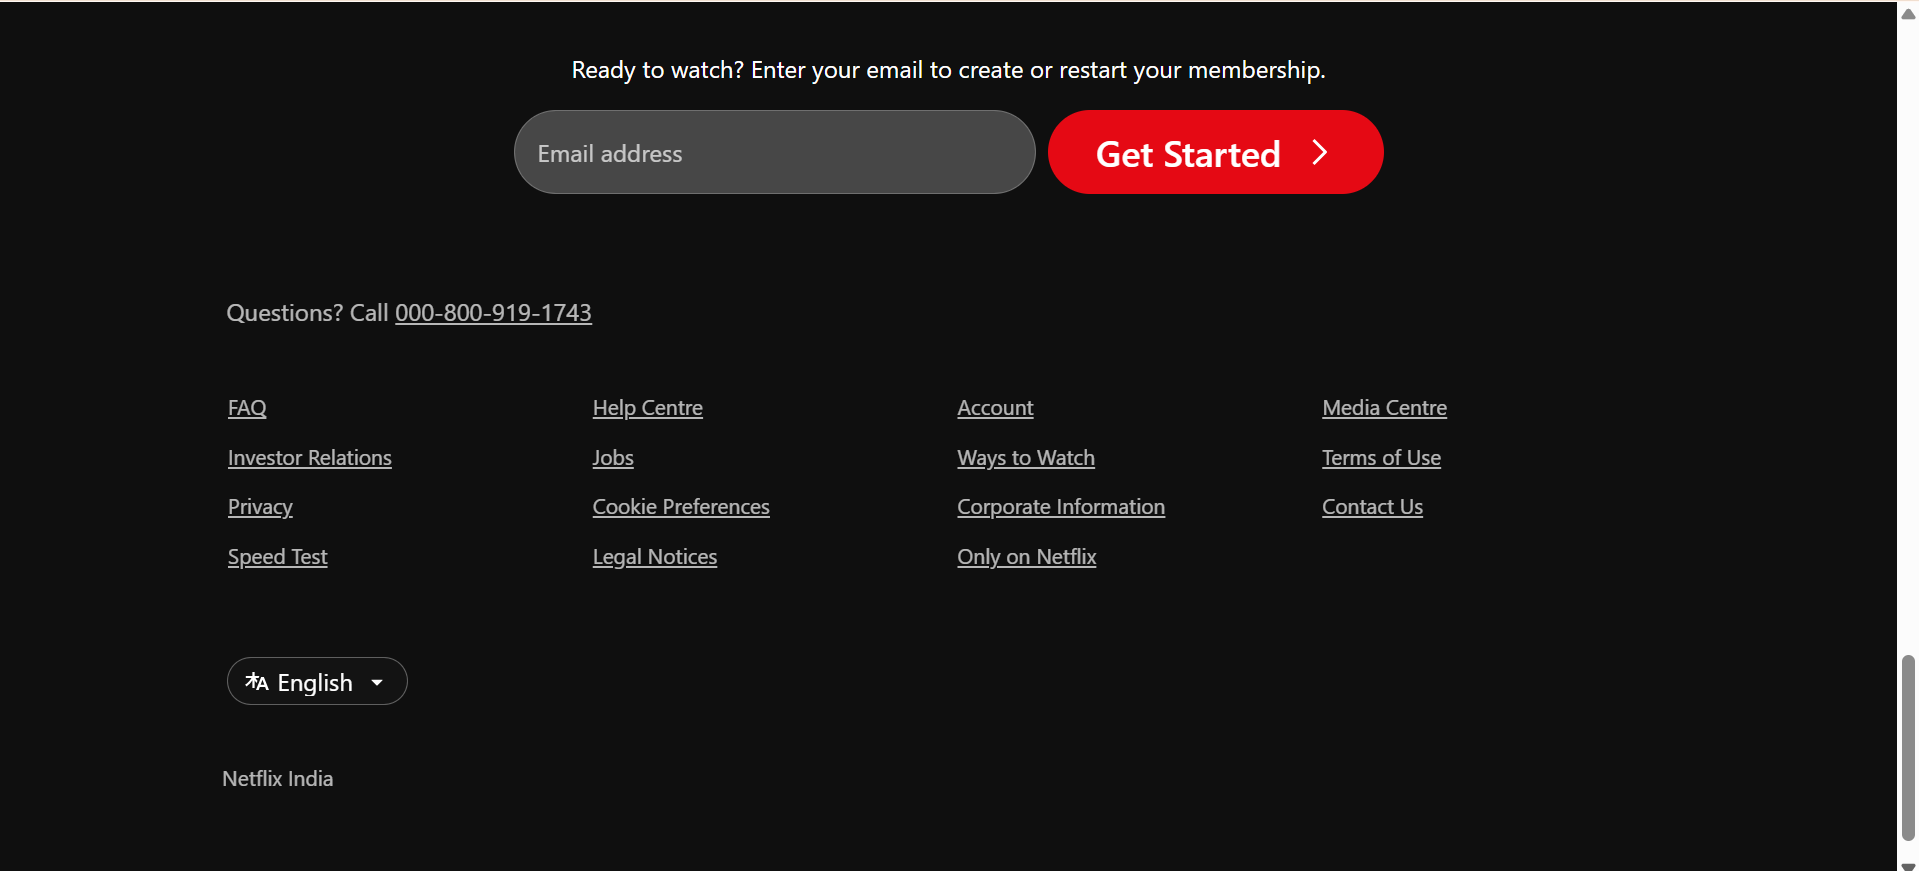 Ready to watch? Enter your email to create or restart your membership.
Email address
Get Started
Questions? Call 000-800-919-1743
FAQ
Help Centre
Account
Media Centre
Investor Relations
Jobs
Ways to Watch
Terms of Use
Privacy
Cookie Preferences
Corporate Information
Contact Us
Speed Test
Legal Notices
Only on Netflix
English
Netflix India